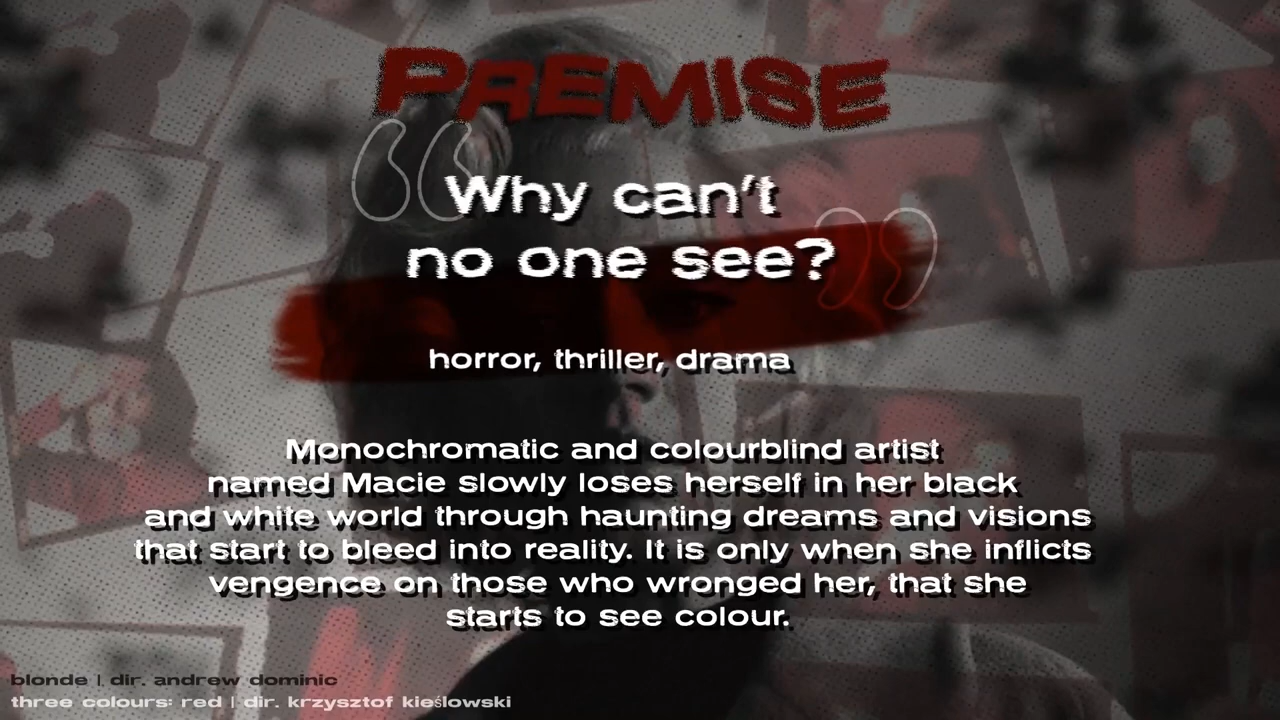 PREMISE
“Why can't
no one see?”
horror, thriller, drama
Monochromatic and colourblind artist
named Macie slowly loses herself in her black
and white world through haunting dreams and visions
that start to bleed into reality. It is only when she inflicts
vengence on those who wronged her, that she
starts to see colour.
blonde | dir. andrew dominic
three colours: red | dir. krzysztof kieślowski